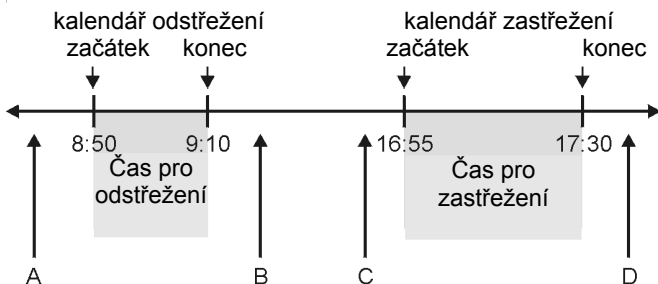 kalendář odstřežení
začátek konec
kalendář zastřežení
začátek konec
8:50 9:10 16:55 17:30
Čas pro
odstřežení
Čas pro
zastřežení
A B C D